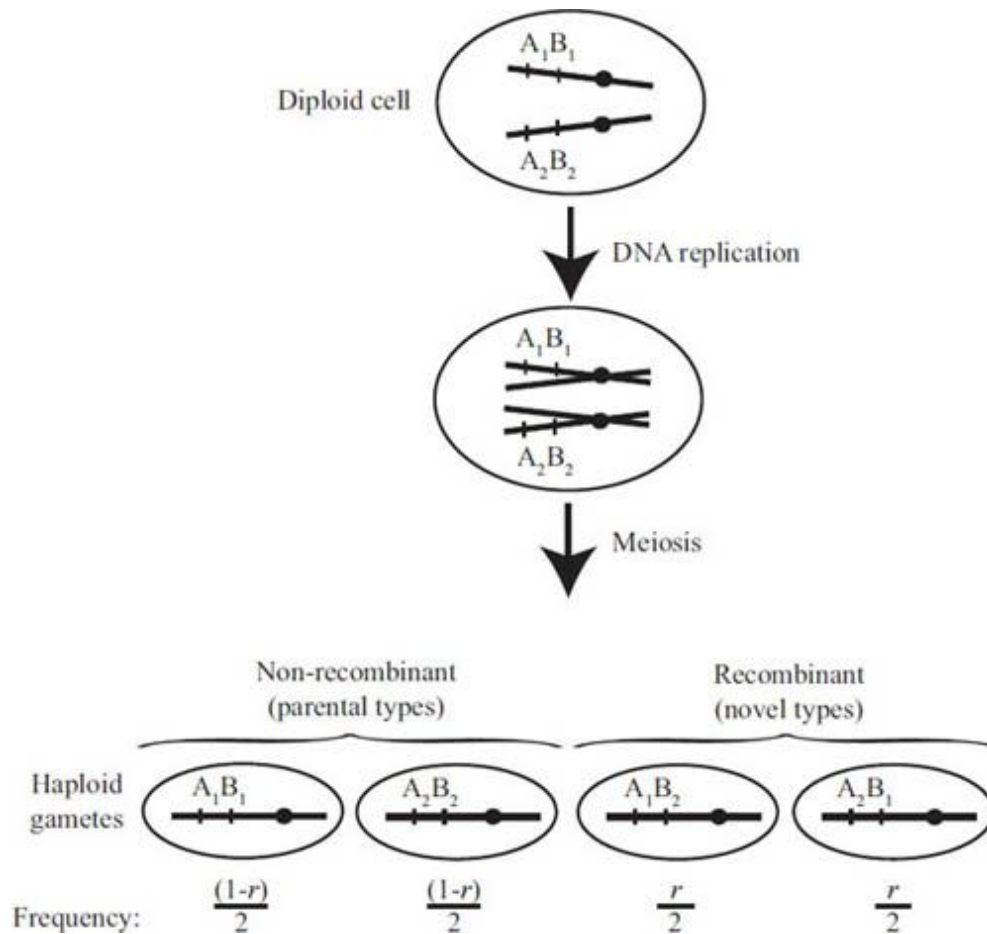 A₁B₁
Diploid cell
A₂B₂
DNA replication
A₁B₁
A₂B₂
Meiosis
Non-recombinant
(parental types)
Recombinant
(novel types)
Haploid
gametes
A₁B₁
A₂B₂
A₁B₂
A₂B₁
Frequency:
(1-r)
2
(1-r)
2
r
2
r
2